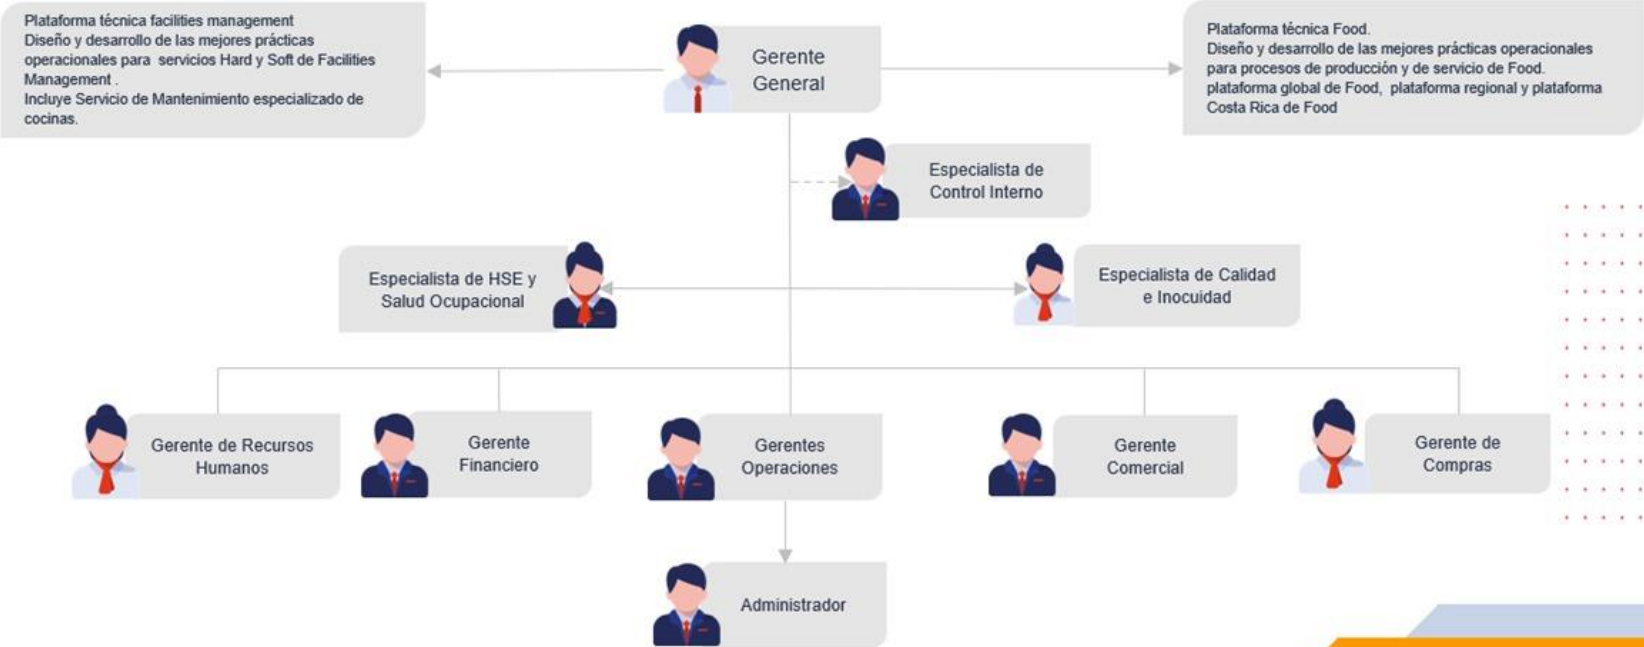 Plataforma técnica facilities management
Diseño y desarrollo de las mejores prácticas
operacionales para servicios Hard y Soft de Facilities
Management .
Incluye Servicio de Mantenimiento especializado de
cocinas.
Gerente
General
Plataforma técnica Food.
Diseño y desarrollo de las mejores prácticas operacionales
para procesos de producción y de servicio de Food.
plataforma global de Food, plataforma regional y plataforma
Costa Rica de Food
Especialista de
Control Interno
Especialista de HSE y
Salud Ocupacional
Especialista de Calidad
e Inocuidad
Gerente de Recursos
Humanos
Gerente
Financiero
Gerentes
Operaciones
Gerente
Comercial
Gerente de
Compras
Administrador